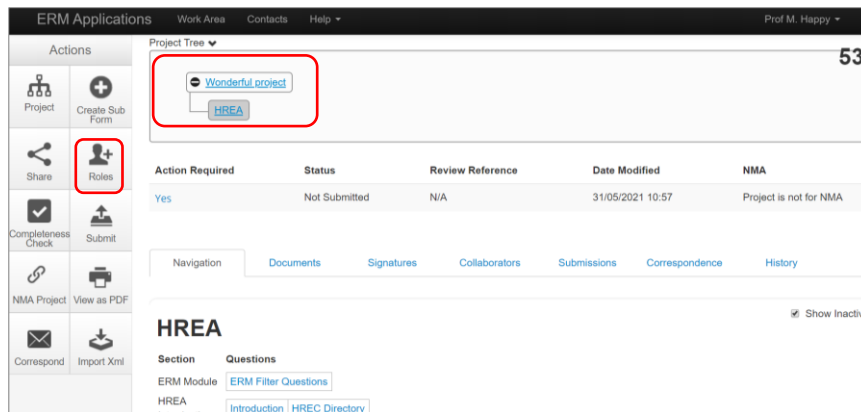 ERM Applications Work Area Contacts Help Prof M. Happy
Actions
Project Tree
53
Wonderful project
HREA
Project
Create Sub Form
Share
Roles
Completeness Check
Submit
NMA Project
View as PDF
Correspond
Import Xml
Action Required Status Review Reference Date Modified NMA
Yes Not Submitted N/A 31/05/2021 10:57 Project is not for NMA
Navigation Documents Signatures Collaborators Submissions Correspondence History
Show Inactiv
HREA
Section Questions
ERM Module ERM Filter Questions
HREA
Introduction HREC Directory